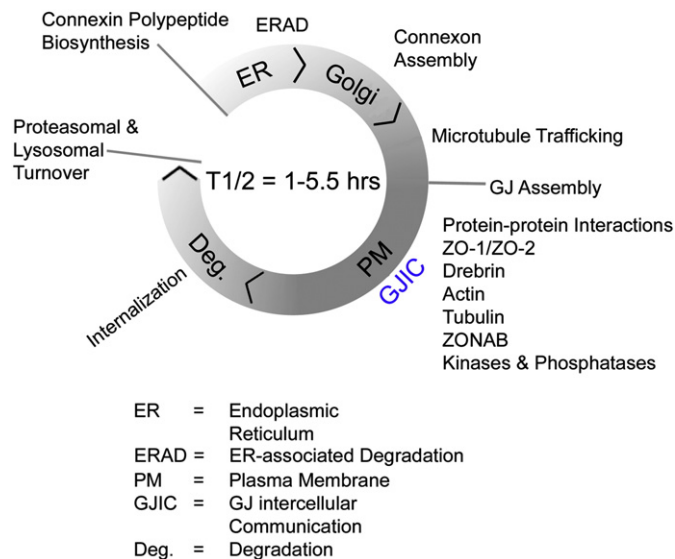 Connexin Polypeptide
Biosynthesis
ERAD
Connexon
Assembly
ER
Golgi
Proteasomal &
Lysosomal
Turnover
Microtubule Trafficking
T1/2 = 1-5.5 hrs
GJ Assembly
Protein-protein Interactions
ZO-1/ZO-2
Drebrin
Actin
Tubulin
ZONAB
Kinases & Phosphatases
PM
GJIC
Deg.
Internalization
ER = Endoplasmic
Reticulum
ERAD = ER-associated Degradation
PM = Plasma Membrane
GJIC = GJ intercellular
Communication
Deg. = Degradation